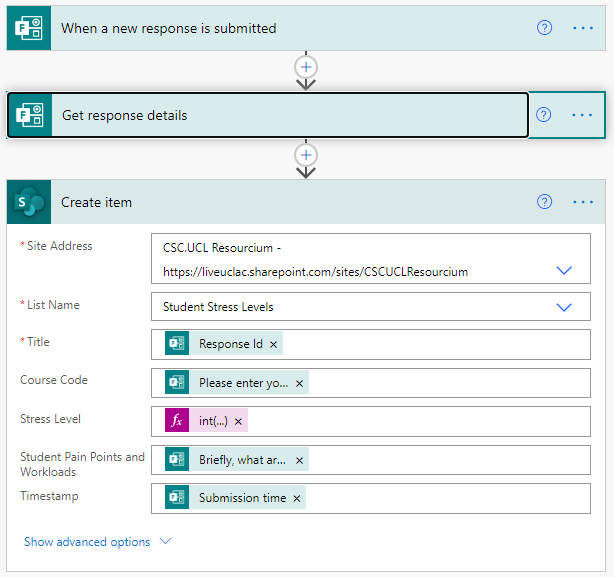 When a new response is submitted
Get response details
Create item
* Site Address
CSC.UCL Resourcium -
https://liveuclac.sharepoint.com/sites/CSCUCLResourcium
* List Name
Student Stress Levels
* Title
Response Id ×
Course Code
Please enter yo... ×
Stress Level
fx int(...) ×
Student Pain Points and
Workloads
Briefly, what ar... ×
Timestamp
Submission time ×
Show advanced options